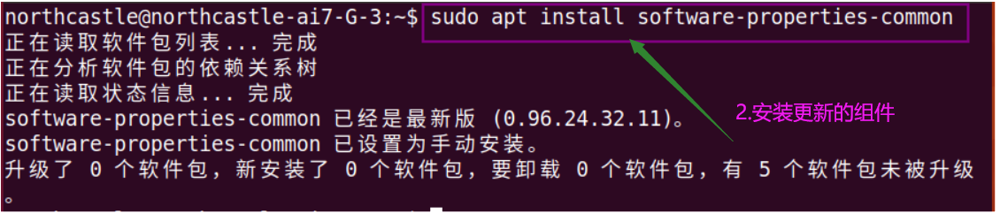 northcastle@northcastle-ai7-G-3:~$ sudo apt install software-properties-common
正在读取软件包列表... 完成
正在分析软件包的依赖关系树
正在读取状态信息... 完成
software-properties-common 已经是最新版 (0.96.24.32.11)。
software-properties-common 已设置为手动安装。
2.安装更新的组件
升级了 0 个软件包，新安装了 0 个软件包，要卸载 0 个软件包，有 5 个软件包未被升级
。